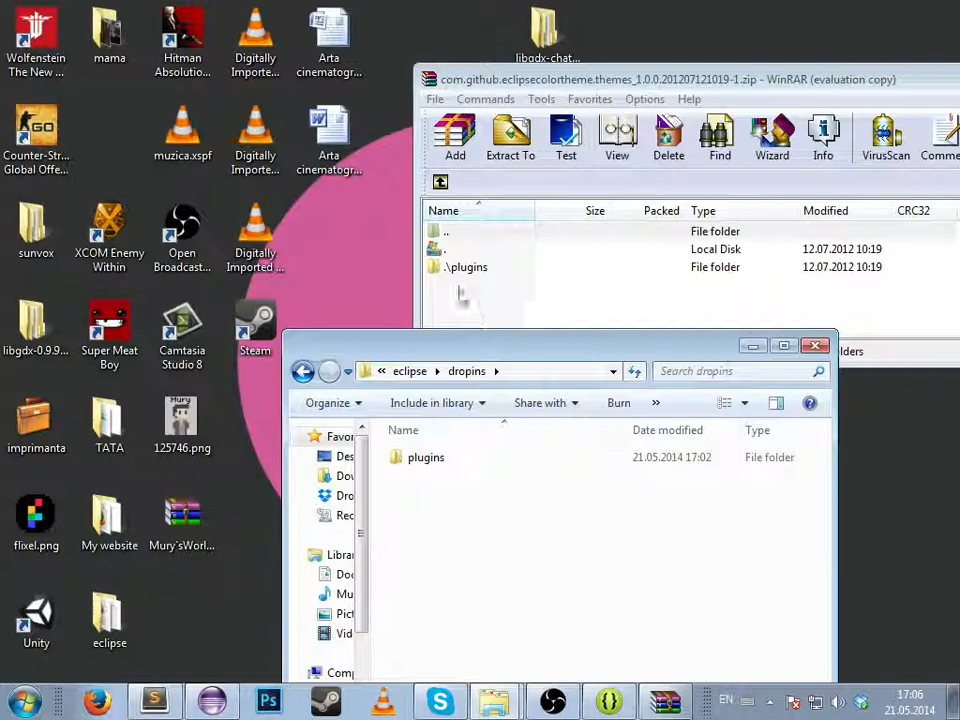 Wolfenstein
The New ...
mama
Hitman
Absolutio...
Digitally
Importe...
Arta
cinematogr...
libgdx-chat...
Counter-Str...
Global Offe...
muzica.xspf
Digitally
Importe...
Arta
cinematogr...
sunvox
XCOM Enemy
Within
Open
Broadcast...
Digitally
Imported ...
libgdx-0.9.9...
Super Meat
Boy
Camtasia
Studio 8
Steam
imprimanta
TATA
Mury
125746.png
flixel.png
My website
Mury`sWorl...
Unity
eclipse
com.github.eclipsecolortheme.themes_1.0.0.201207121019-1.zip - WinRAR (evaluation copy)
File Commands Tools Favorites Options Help
Add Extract To Test View Delete Find Wizard Info VirusScan Comme
Name Size Packed Type Modified CRC32
.. File folder
. Local Disk 12.07.2012 10:19
.\plugins File folder 12.07.2012 10:19
lders
« eclipse dropins Search dropins
Organize Include in library Share with Burn »
Name Date modified Type
plugins 21.05.2014 17:02 File folder
Favor
Des
Dov
Dro
Rec
Librar
Doc
Mu
Pict
Vid
Comp
EN
17:06
21.05.2014